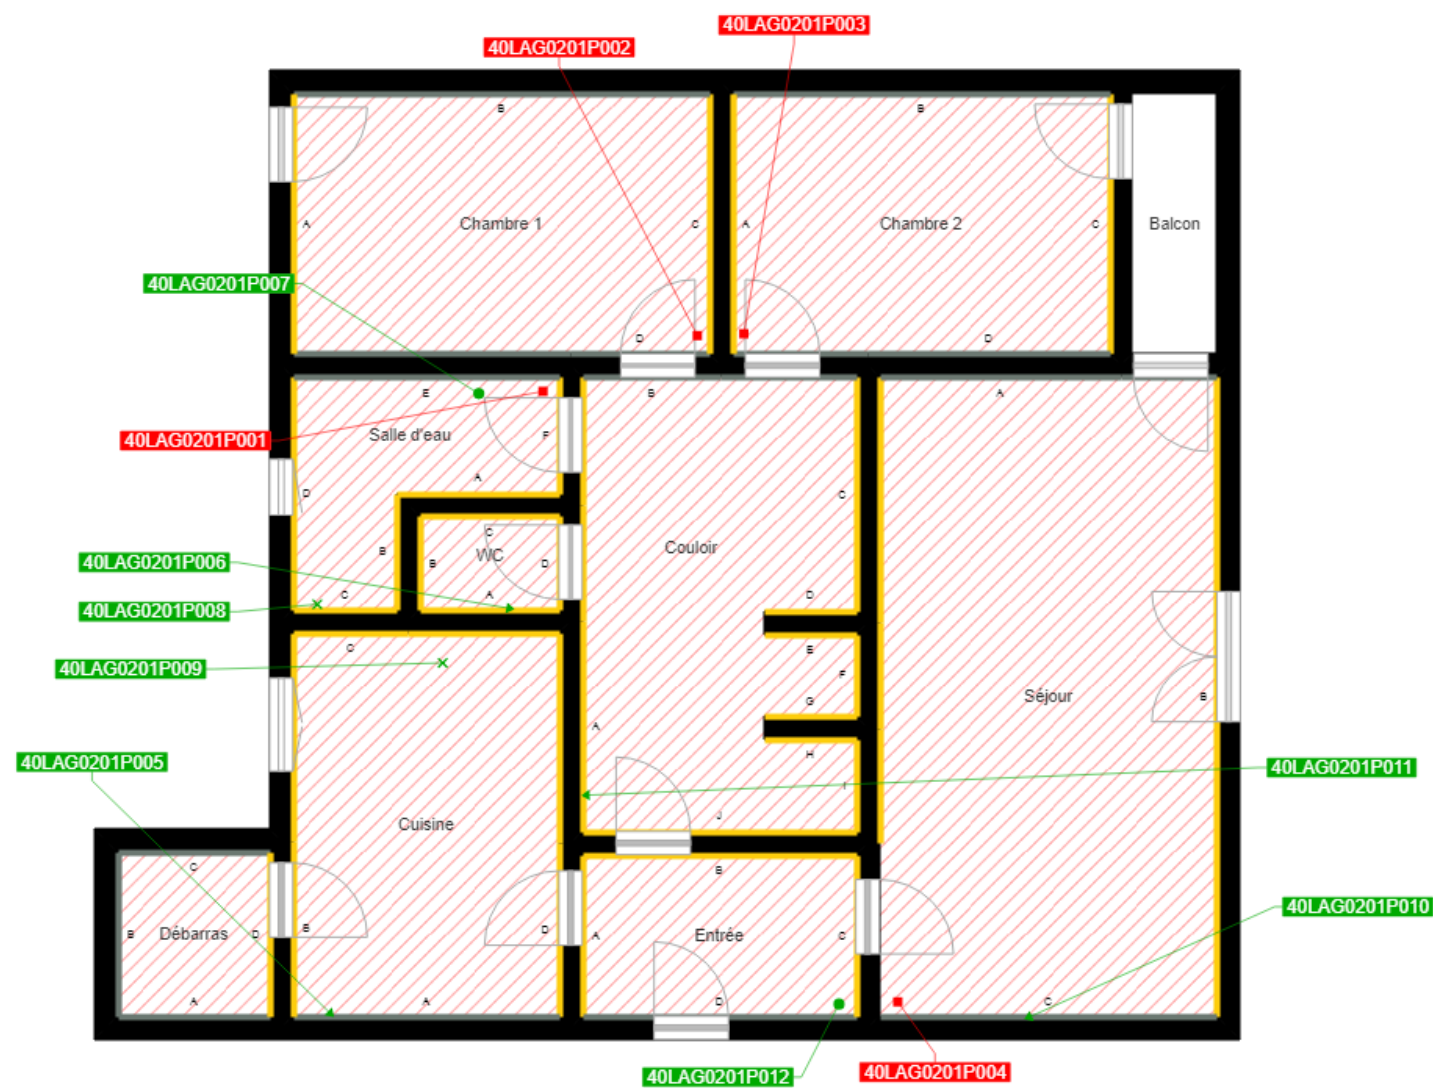 40LAG0201P003
40LAG0201P002
B
B
A
Chambre 1
C
A
Chambre 2
C
Balcon
40LAG0201P007
D
D
E
B
A
Salle d'eau
F
40LAG0201P001
A
D
C
C
B
WC
B
D
Couloir
40LAG0201P006
C
A
D
40LAG0201P008
C
E
40LAG0201P009
F
G
Séjour
B
A
H
40LAG0201P005
40LAG0201P011
I
J
Cuisine
C
B
B
Débarras
D
B
D
A
Entrée
C
40LAG0201P010
A
A
D
C
40LAG0201P012
40LAG0201P004